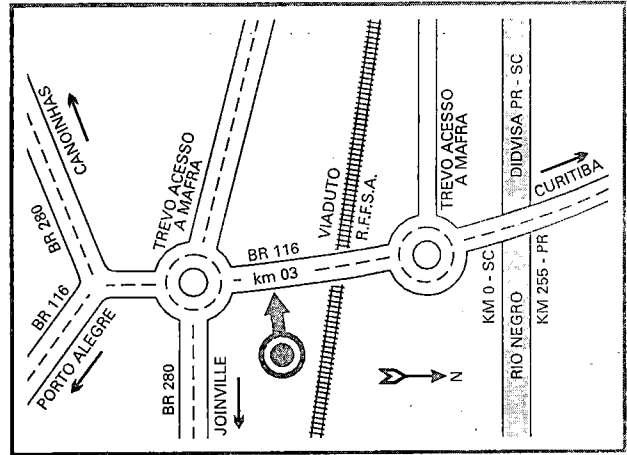 CANOINHAS
BR 280
BR 116
PORTO ALEGRE
TREVO ACESSO
A MAFRA
BR 280
JOINVILLE
BR 116
km 03
VIADUTO
R.F.F.S.A.
N
TREVO ACESSO
A MAFRA
KM 0 - SC
RIO NEGRO
DIDVISA PR - SC
KM 255 - PR
CURITIBA